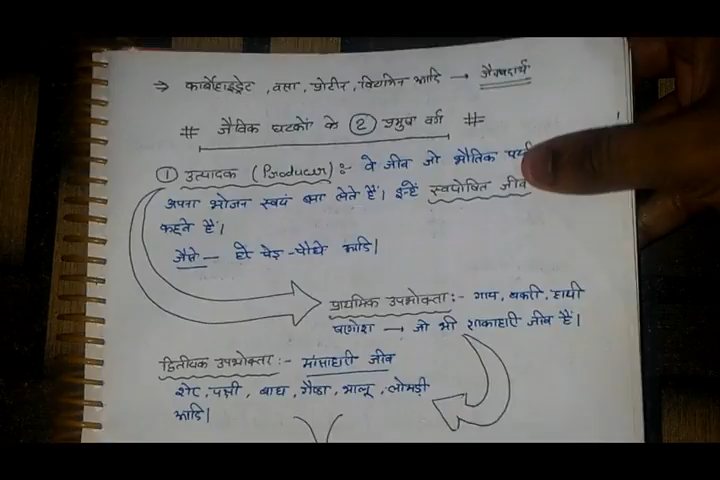 ⇒ कार्बोहाइड्रेट, वसा, प्रोटीन, विटामिन आदि → जैवपदार्थ
# जैविक घटकों के ② प्रमुख वर्ग #
① उत्पादक (Producer) :- वे जीव जो भौतिक
अपना भोजन स्वयं बना लेते हैं। इन्हें स्वपोषित जीव
कहते हैं।
जैसे — हरे पेड़-पौधे आदि।
प्राथमिक उपभोक्ता :- गाय, बकरी, हाथी
खरगोश → जो भी शाकाहारी जीव हैं।
द्वितीयक उपभोक्ता :- मांसाहारी जीव
शेर, पक्षी, बाघ, गैंडा, भालू, लोमड़ी
आदि।